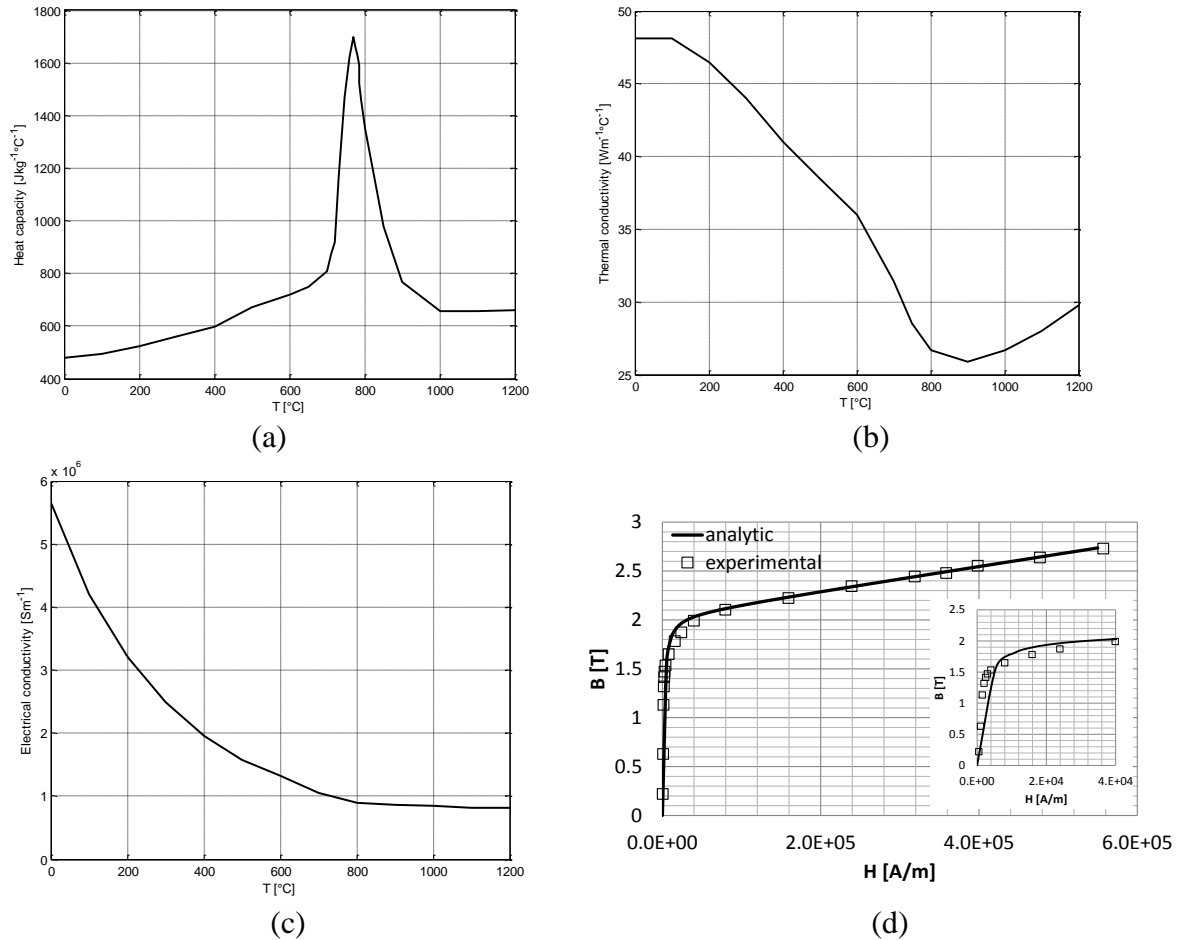 1800
1600
1400
1200
1000
800
600
400
0 200 400 600 800 1000 1200
Heat capacity [Jkg⁻¹°C⁻¹]
T [°C]
(a)
50
45
40
35
30
25
0 200 400 600 800 1000 1200
Thermal conductivity [Wm⁻¹°C⁻¹]
T [°C]
(b)
x 10⁶
6
5
4
3
2
1
0
0 200 400 600 800 1000 1200
Electrical conductivity [Sm⁻¹]
T [°C]
(c)
3
2.5
2
1.5
1
0.5
0
0.0E+00 2.0E+05 4.0E+05 6.0E+05
B [T]
H [A/m]
analytic
experimental
2.5
2
1.5
1
0.5
0
0.E+00 2.E+04 4.E+04
B [T]
H [A/m]
(d)